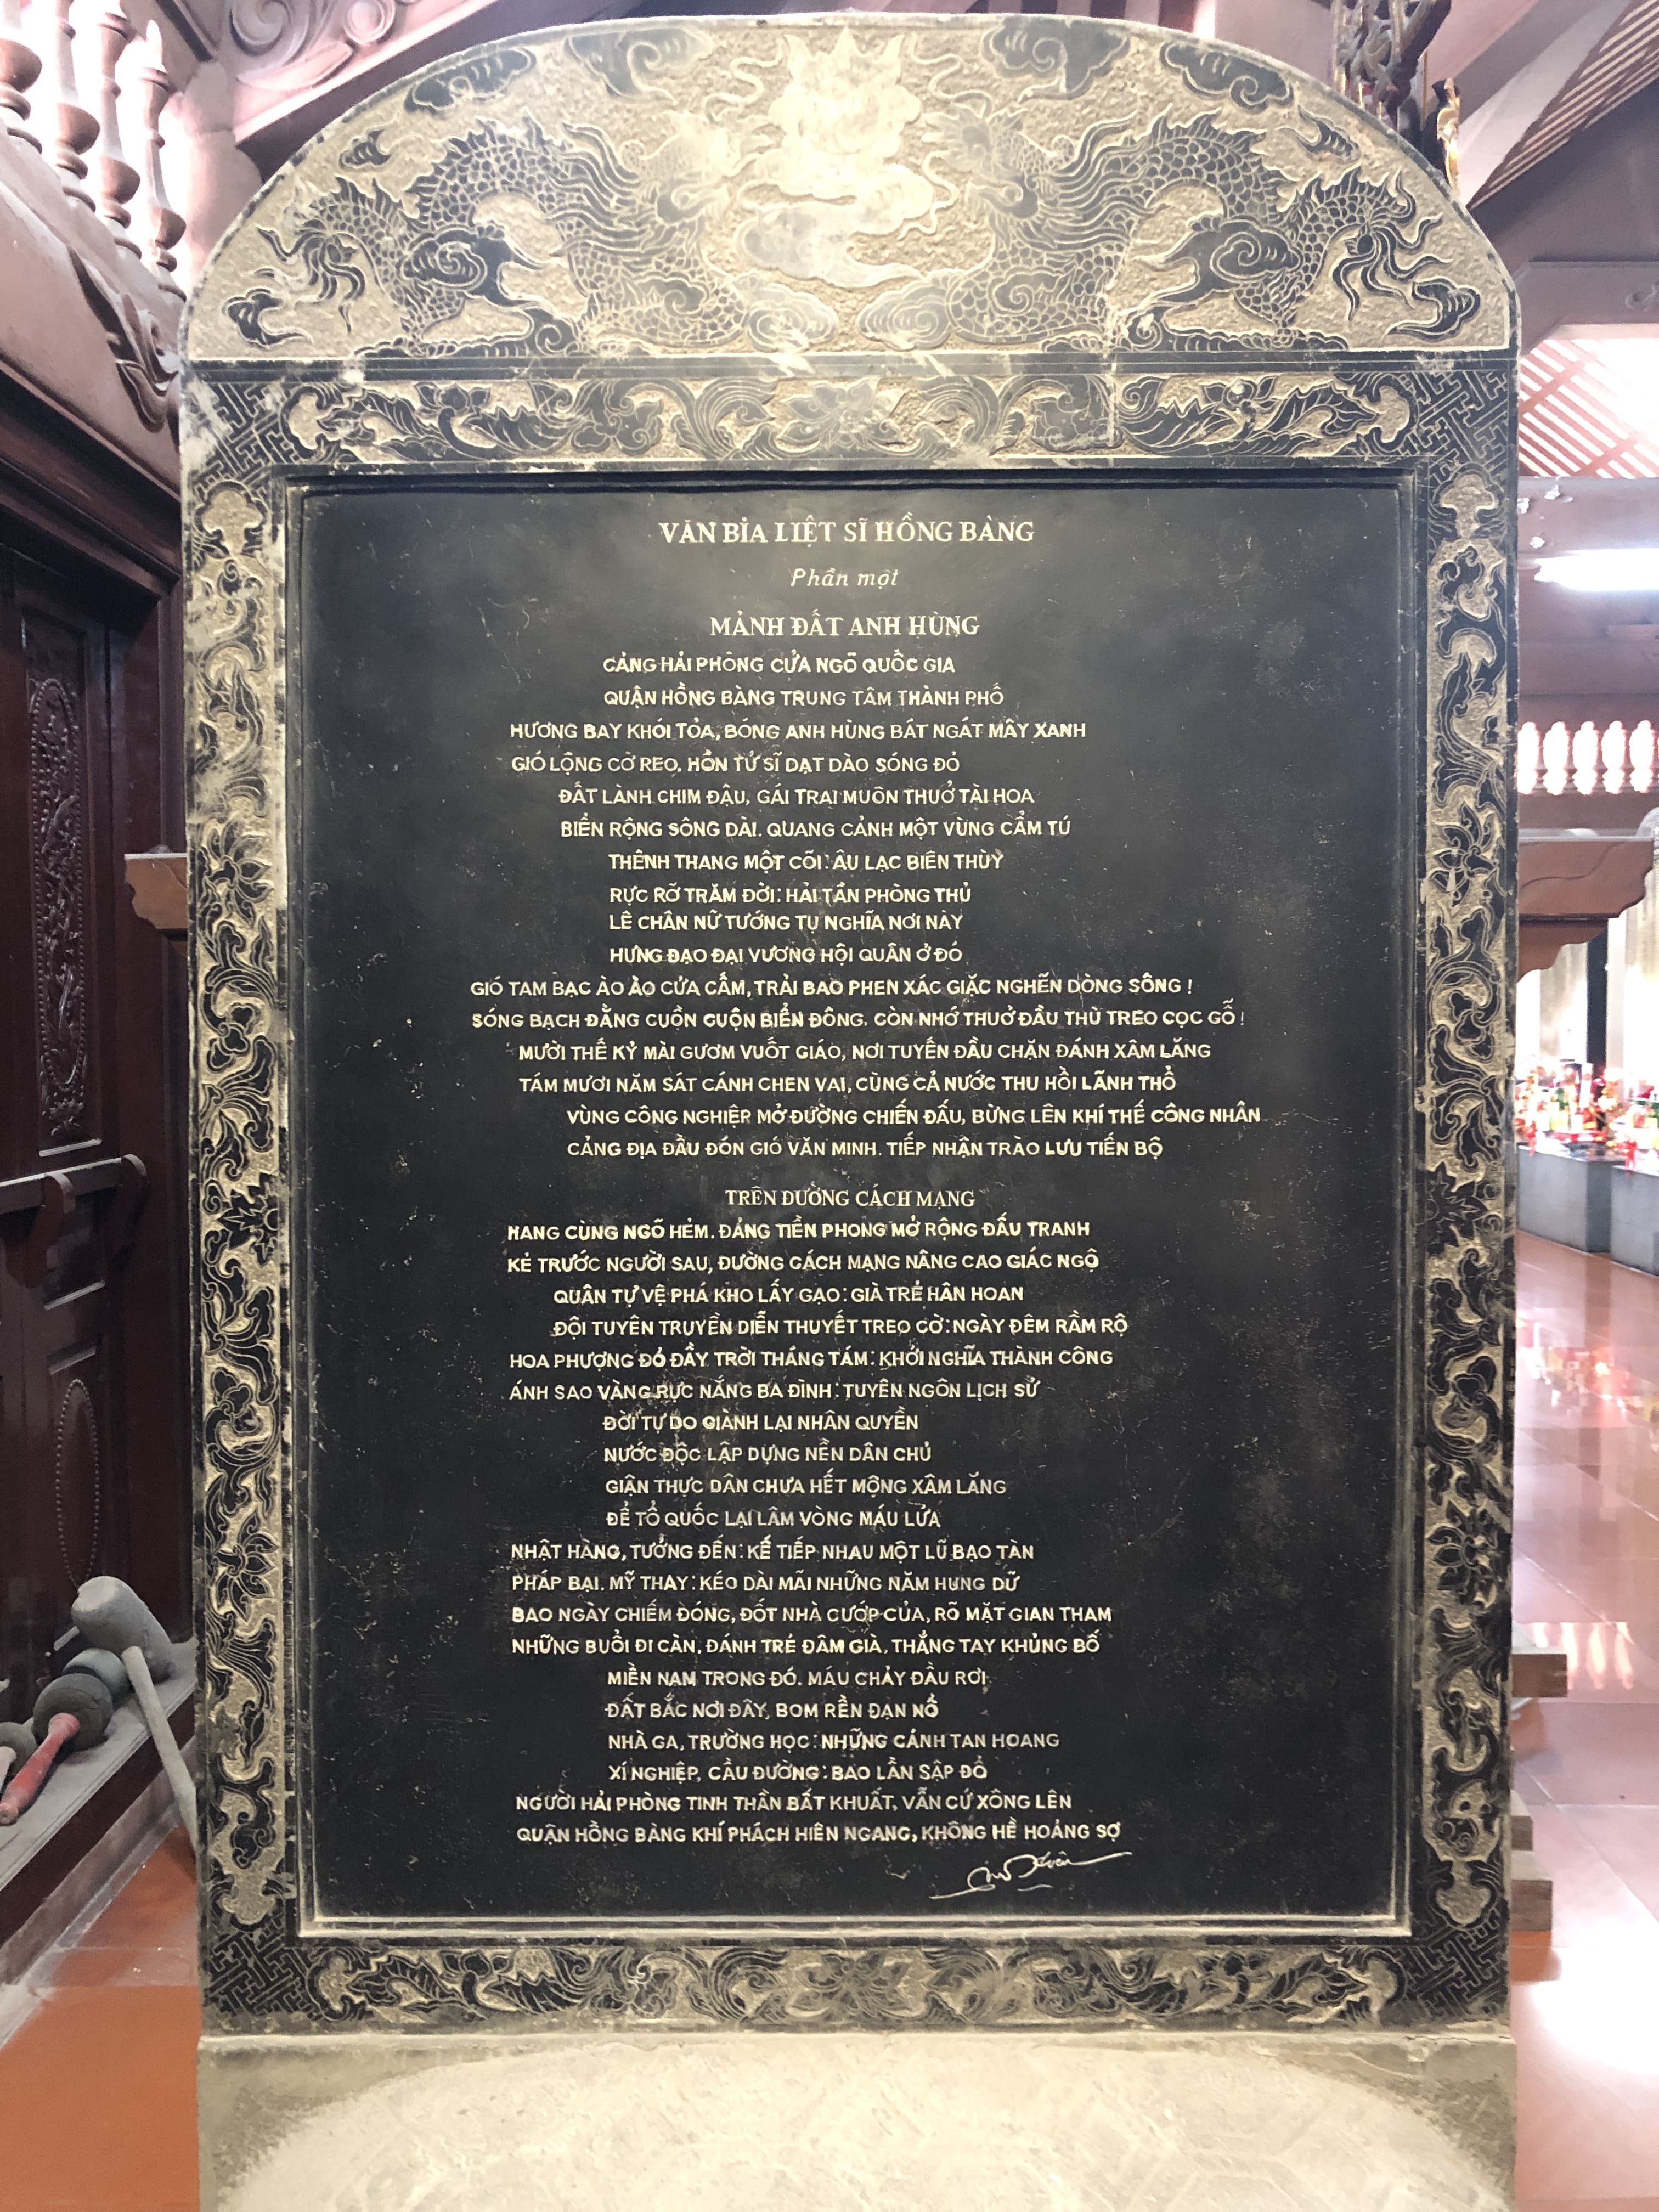 VĂN BIA LIỆT SĨ HỒNG BÀNG
Phần một
MẢNH ĐẤT ANH HÙNG
CẢNG HẢI PHÒNG CỬA NGÕ QUỐC GIA
QUẬN HỒNG BÀNG TRUNG TÂM THÀNH PHỐ
HƯƠNG BAY KHÓI TỎA, BÓNG ANH HÙNG BÁT NGÁT MÂY XANH
GIÓ LỘNG CỜ REO, HỒN TỬ SĨ DẠT DÀO SÓNG ĐỎ
ĐẤT LÀNH CHIM ĐẬU, GÁI TRAI MUÔN THUỞ TÀI HOA
BIỂN RỘNG SÔNG DÀI. QUANG CẢNH MỘT VÙNG CẨM TÚ
THÊNH THANG MỘT CÕI: ÂU LẠC BIÊN THÙY
RỰC RỠ TRĂM ĐỜI: HẢI TẦN PHÒNG THỦ
LÊ CHÂN NỮ TƯỚNG TỤ NGHĨA NƠI NÀY
HƯNG ĐẠO ĐẠI VƯƠNG HỘI QUÂN Ở ĐÓ
GIÓ TAM BẠC ÀO ÀO CỬA CẤM, TRẢI BAO PHEN XÁC GIẶC NGHẼN DÒNG SÔNG !
SÓNG BẠCH ĐẰNG CUỒN CUỘN BIỂN ĐÔNG, CÒN NHỚ THUỞ ĐẦU THÙ TREO CỌC GỖ !
MƯỜI THẾ KỶ MÀI GƯƠM VUỐT GIÁO, NƠI TUYẾN ĐẦU CHẶN ĐÁNH XÂM LĂNG
TÁM MƯƠI NĂM SÁT CÁNH CHEN VAI, CÙNG CẢ NƯỚC THU HỒI LÃNH THỔ
VÙNG CÔNG NGHIỆP MỞ ĐƯỜNG CHIẾN ĐẤU, BỪNG LÊN KHÍ THẾ CÔNG NHÂN
CẢNG ĐỊA ĐẦU ĐÓN GIÓ VĂN MINH. TIẾP NHẬN TRÀO LƯU TIẾN BỘ
TRÊN ĐƯỜNG CÁCH MẠNG
HANG CÙNG NGÕ HẺM. ĐẢNG TIỀN PHONG MỞ RỘNG ĐẤU TRANH
KẺ TRƯỚC NGƯỜI SAU, ĐƯỜNG CÁCH MẠNG NÂNG CAO GIÁC NGỘ
QUÂN TỰ VỆ PHÁ KHO LẤY GẠO: GIÀ TRẺ HÂN HOAN
ĐỘI TUYÊN TRUYỀN DIỄN THUYẾT TREO CỜ: NGÀY ĐÊM RẦM RỘ
HOA PHƯỢNG ĐỎ ĐẦY TRỜI THÁNG TÁM: KHỞI NGHĨA THÀNH CÔNG
ÁNH SAO VÀNG RỰC NẮNG BA ĐÌNH: TUYÊN NGÔN LỊCH SỬ
ĐỜI TỰ DO GIÀNH LẠI NHÂN QUYỀN
NƯỚC ĐỘC LẬP DỰNG NỀN DÂN CHỦ
GIẬN THỰC DÂN CHƯA HẾT MỘNG XÂM LĂNG
ĐỂ TỔ QUỐC LẠI LÂM VÒNG MÁU LỬA
NHẬT HÀNG, TƯỞNG ĐẾN: KẾ TIẾP NHAU MỘT LŨ BẠO TÀN
PHÁP BẠI. MỸ THAY: KÉO DÀI MÃI NHỮNG NĂM HUNG DỮ
BAO NGÀY CHIẾM ĐÓNG, ĐỐT NHÀ CƯỚP CỦA, RÕ MẶT GIAN THAM
NHỮNG BUỔI ĐI CÀN, ĐÁNH TRẺ ĐÂM GIÀ, THẲNG TAY KHỦNG BỐ
MIỀN NAM TRONG ĐÓ. MÁU CHẢY ĐẦU RƠI
ĐẤT BẮC NƠI ĐÂY, BOM RỀN ĐẠN NỔ
NHÀ GA, TRƯỜNG HỌC: NHỮNG CẢNH TAN HOANG
XÍ NGHIỆP, CẦU ĐƯỜNG: BAO LẦN SẬP ĐỔ
NGƯỜI HẢI PHÒNG TINH THẦN BẤT KHUẤT, VẪN CỨ XÔNG LÊN
QUẬN HỒNG BÀNG KHÍ PHÁCH HIÊN NGANG, KHÔNG HỀ HOẢNG SỢ